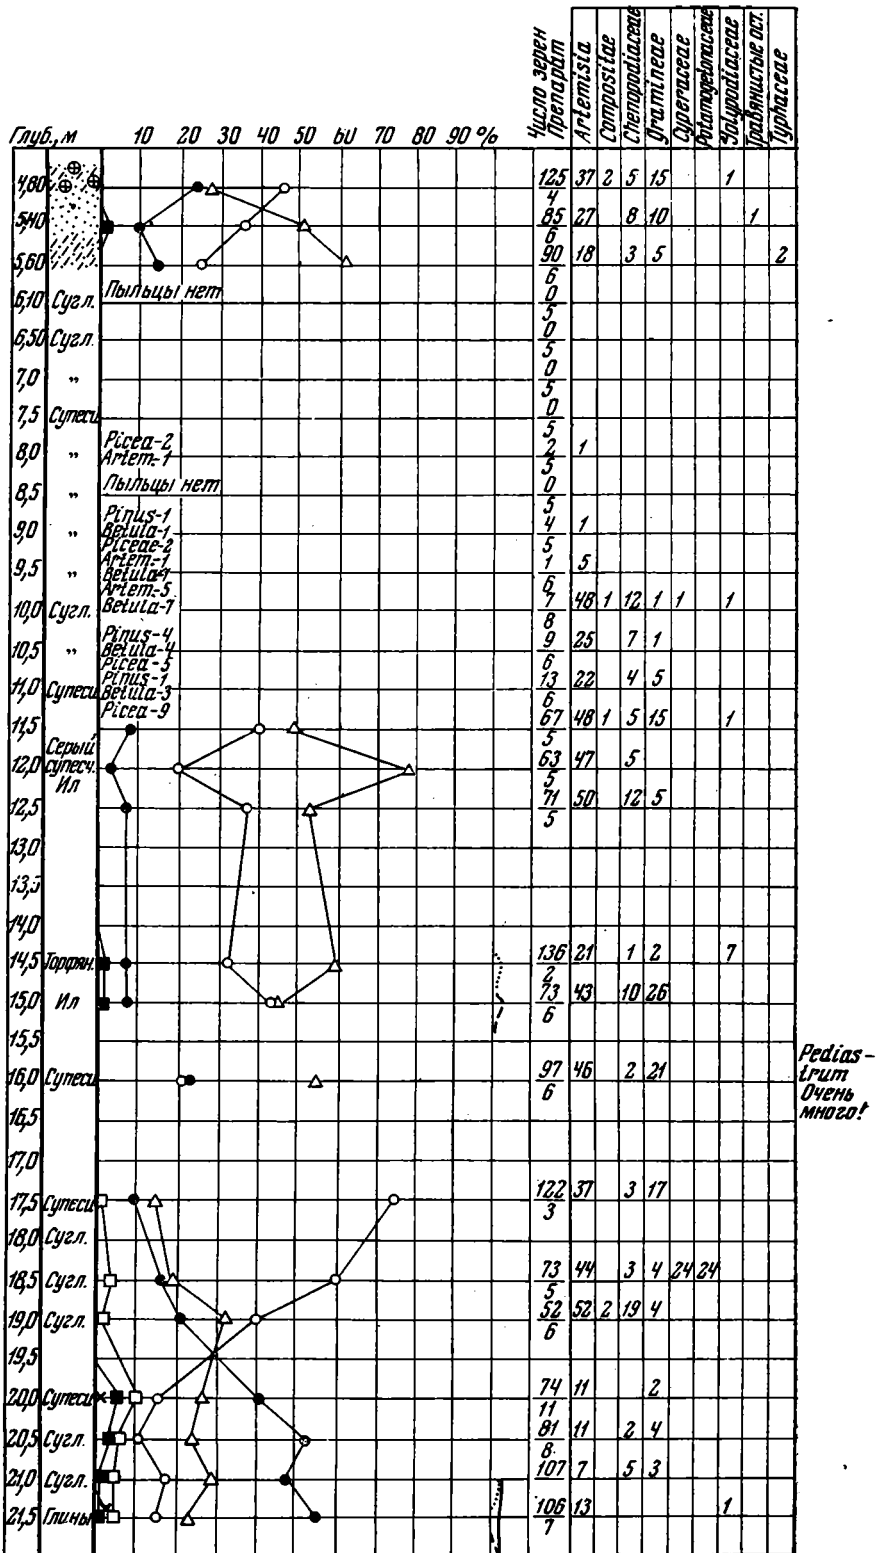 Глуб., м 10 20 30 40 50 60 70 80 90 % Число зерен Препарат Artemisia Compositae Chenopodiaceae Gramineae Cyperaceae Potamogetonaceae Polypodiaceae Травянистые ост. Typhaceae
4,80 125 37 2 5 15 1
4
5,40 85 27 8 10 1
6
5,60 90 18 3 5 2
6
6,10 Сугл. Пыльцы нет 0
5
6,50 Сугл. 0
5
7,0 „ 0
5
7,5 Супеси 0
5
8,0 „ Picea-2 2 1
Artem.-1 5
8,5 „ Пыльцы нет 0
5
9,0 „ Pinus-1 4 1
Betula-1
Piceae-2 5
9,5 „ Artem.-1 1 5
Betula-1 6
Artem.-5
10,0 Сугл. Betula-7 7 48 1 12 1 1 1
8
10,5 „ Pinus-4 9 25 7 1
Betula-4
Picea-5 6
11,0 Супеси Pinus-1 13 22 4 5
Betula-3 6
Picea-9
11,5 67 48 1 5 15 1
Серый 5
12,0 супесч. 63 47 5
Ил 5
12,5 71 50 12 5
5
13,0
13,5
14,0
14,5 Торфян. 136 21 1 2 7
2
15,0 Ил 73 43 10 26
6
15,5
16,0 Супеси 97 46 2 21
6
Pedias-
trum
Очень
много!
16,5
17,0
17,5 Супеси 122 37 3 17
3
18,0 Сугл.
18,5 Сугл. 73 44 3 4 24 24
5
19,0 Сугл. 52 52 2 19 4
6
19,5
20,0 Супеси 74 11 2
11
20,5 Сугл. 81 11 2 4
8
21,0 Сугл. 107 7 5 3
21,5 Глины 106 13 1
7